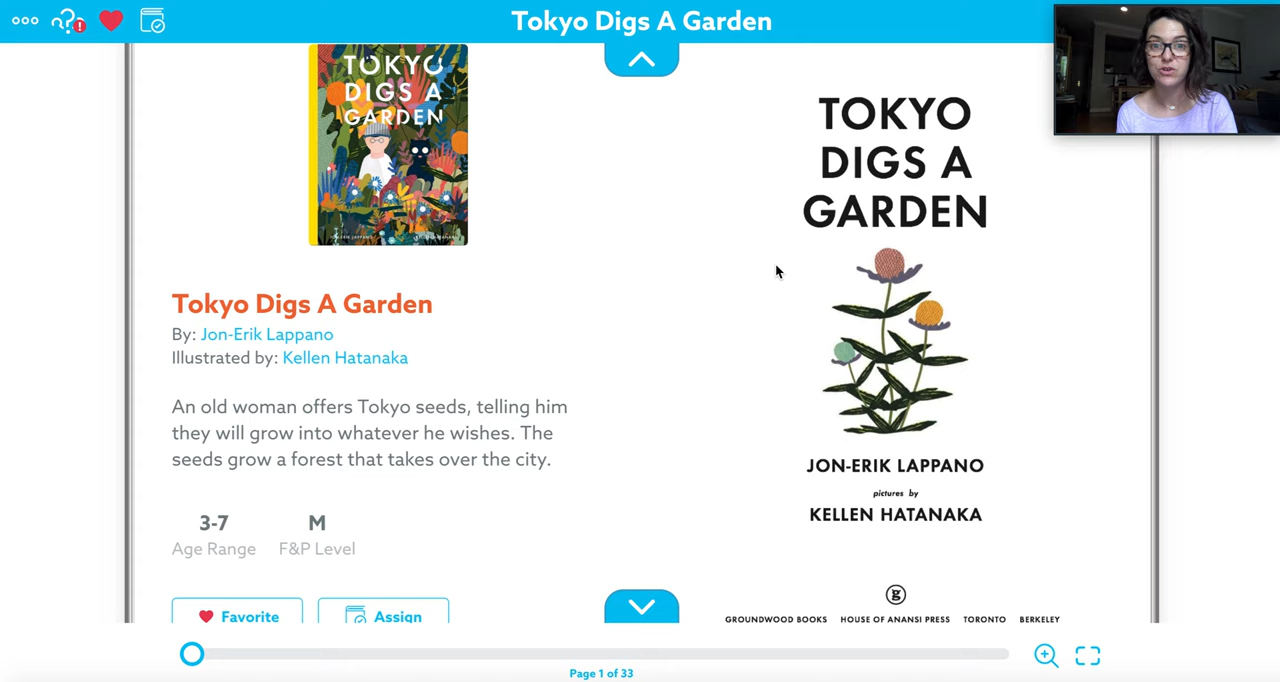 Tokyo Digs A Garden
TOKYO
DIGS A
GARDEN
Tokyo Digs A Garden
By: Jon-Erik Lappano
Illustrated by: Kellen Hatanaka
An old woman offers Tokyo seeds, telling him
they will grow into whatever he wishes. The
seeds grow a forest that takes over the city.
3-7 M
Age Range F&P Level
Favorite Assign
TOKYO
DIGS A
GARDEN
JON-ERIK LAPPANO
pictures by
KELLEN HATANAKA
g
GROUNDWOOD BOOKS HOUSE OF ANANSI PRESS TORONTO BERKELEY
Page 1 of 33